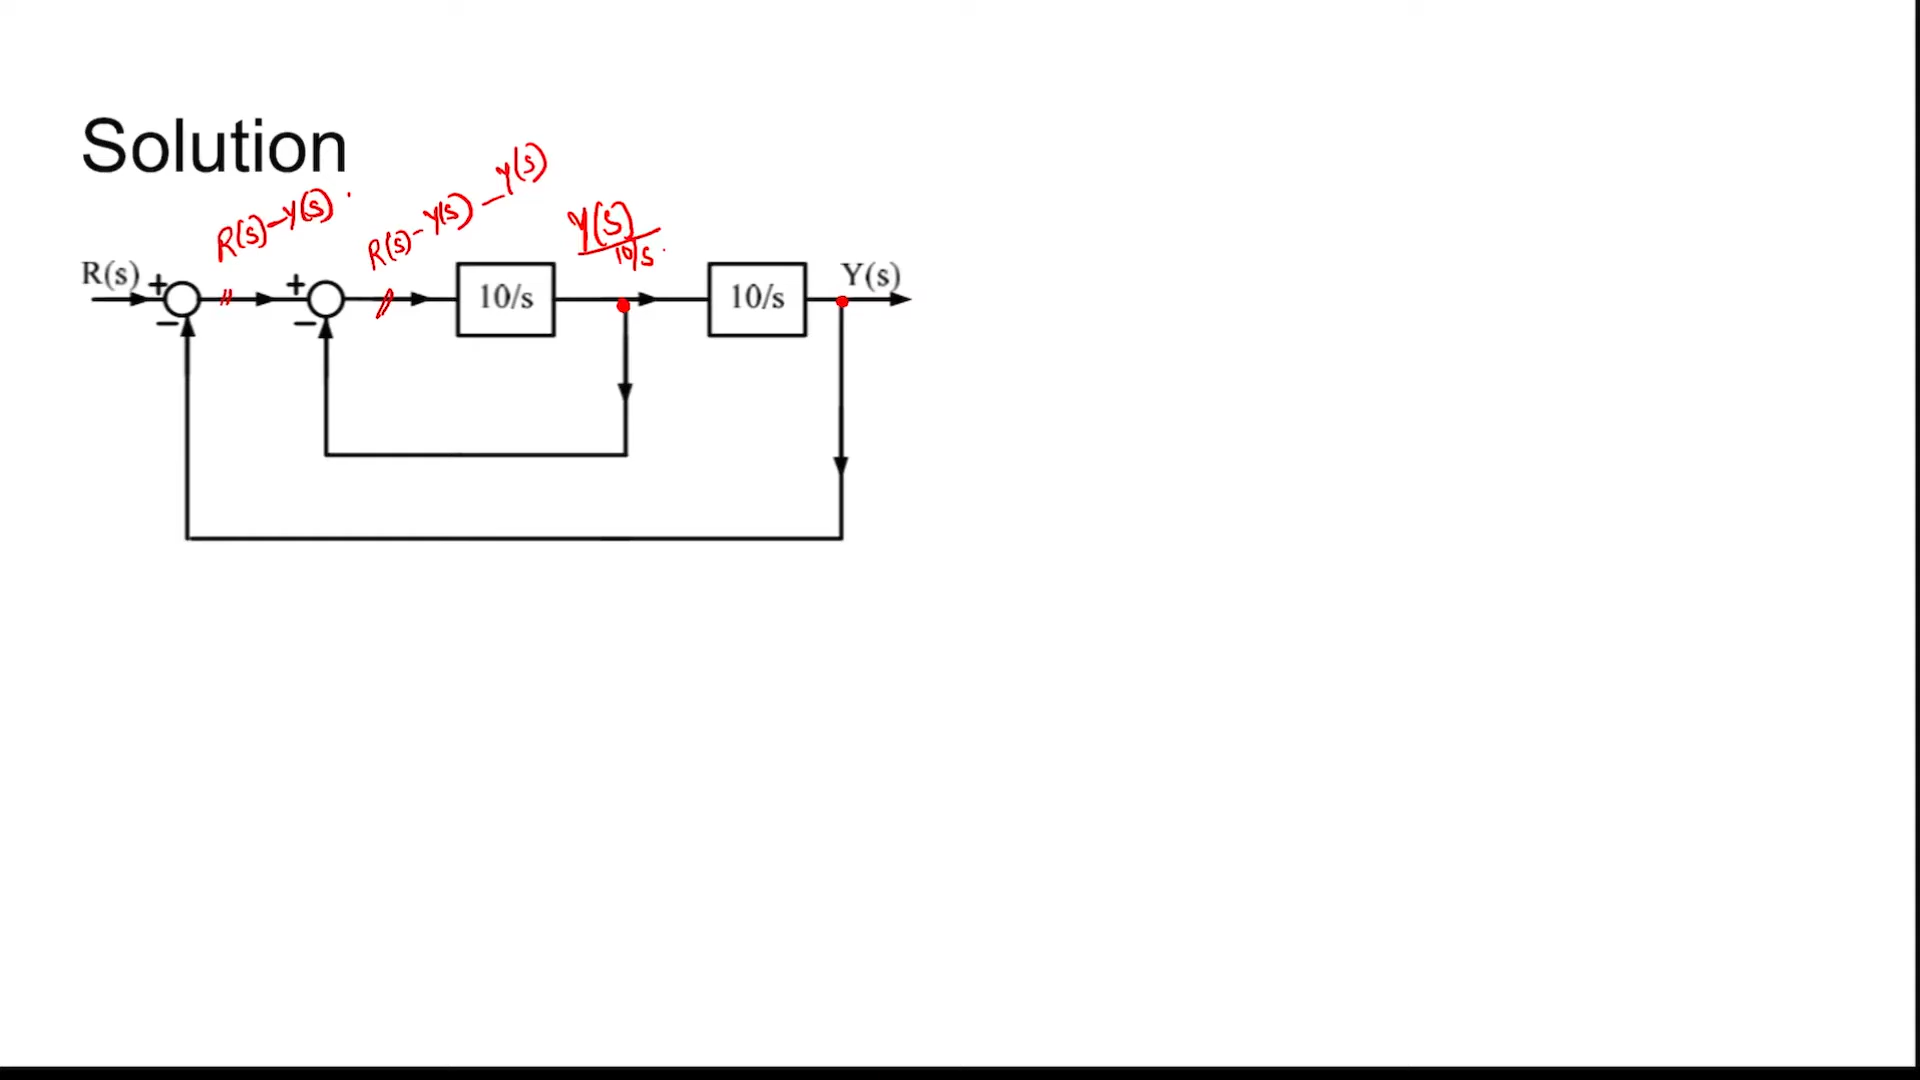 Solution
R(s)-Y(s)
R(s)-Y(s)-Y(s)
Y(s)
10/s
R(s)
+
−
+
−
10/s
10/s
Y(s)